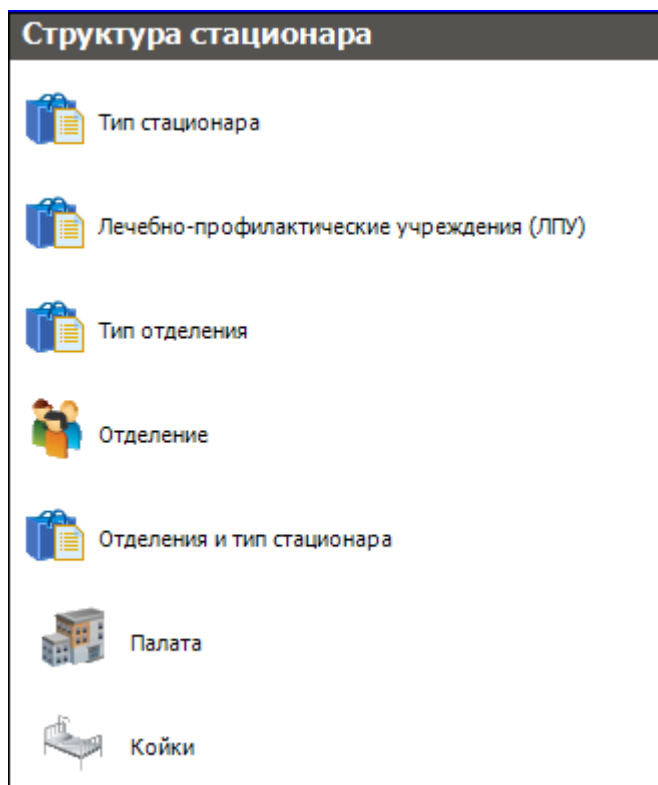 Структура стационара
Тип стационара
Лечебно-профилактические учреждения (ЛПУ)
Тип отделения
Отделение
Отделения и тип стационара
Палата
Койки